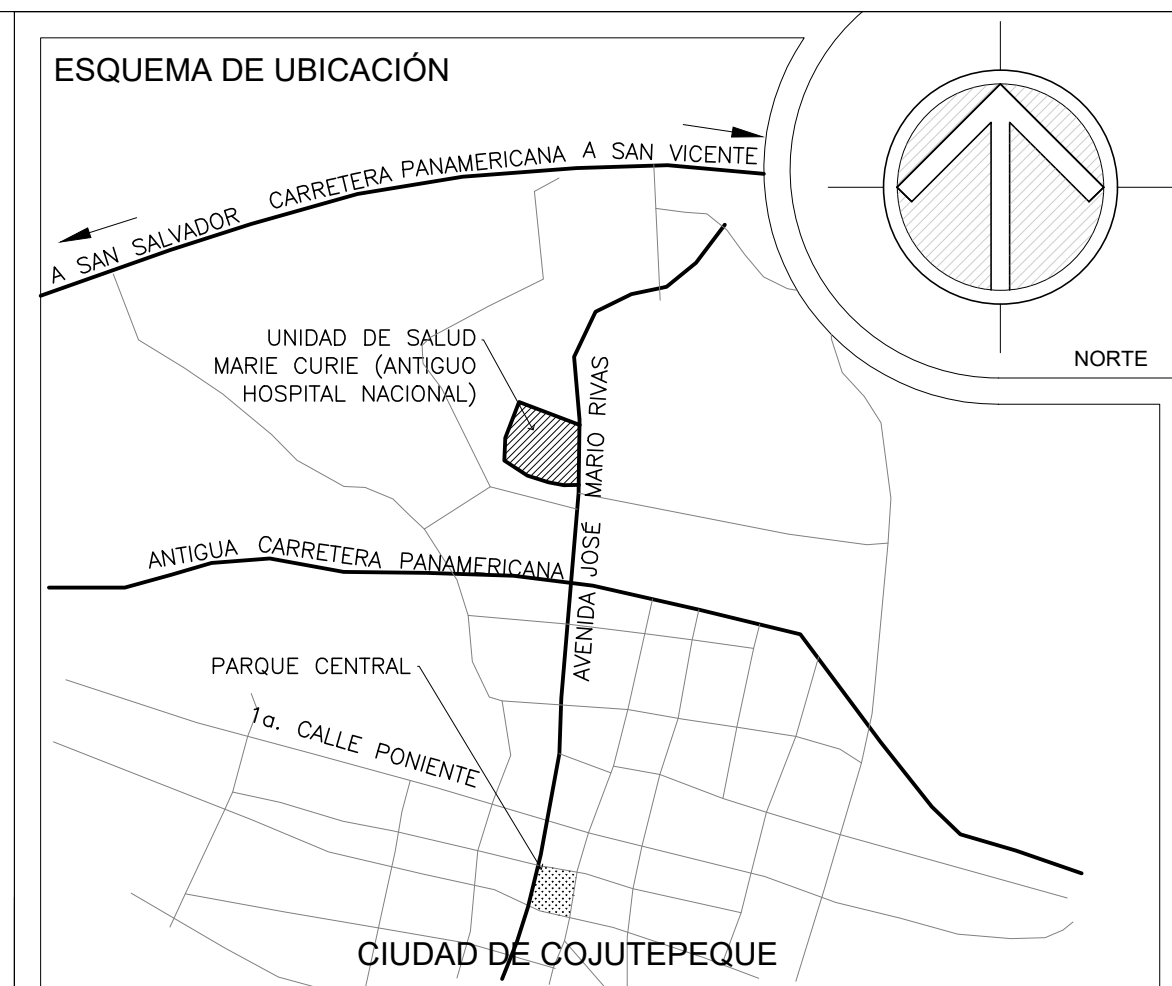 ESQUEMA DE UBICACIÓN
A SAN SALVADOR
CARRETERA PANAMERICANA
A SAN VICENTE
NORTE
UNIDAD DE SALUD
MARIE CURIE (ANTIGUO
HOSPITAL NACIONAL)
AVENIDA JOSÉ MARIO RIVAS
ANTIGUA CARRETERA PANAMERICANA
PARQUE CENTRAL
1a. CALLE PONIENTE
CIUDAD DE COJUTEPEQUE